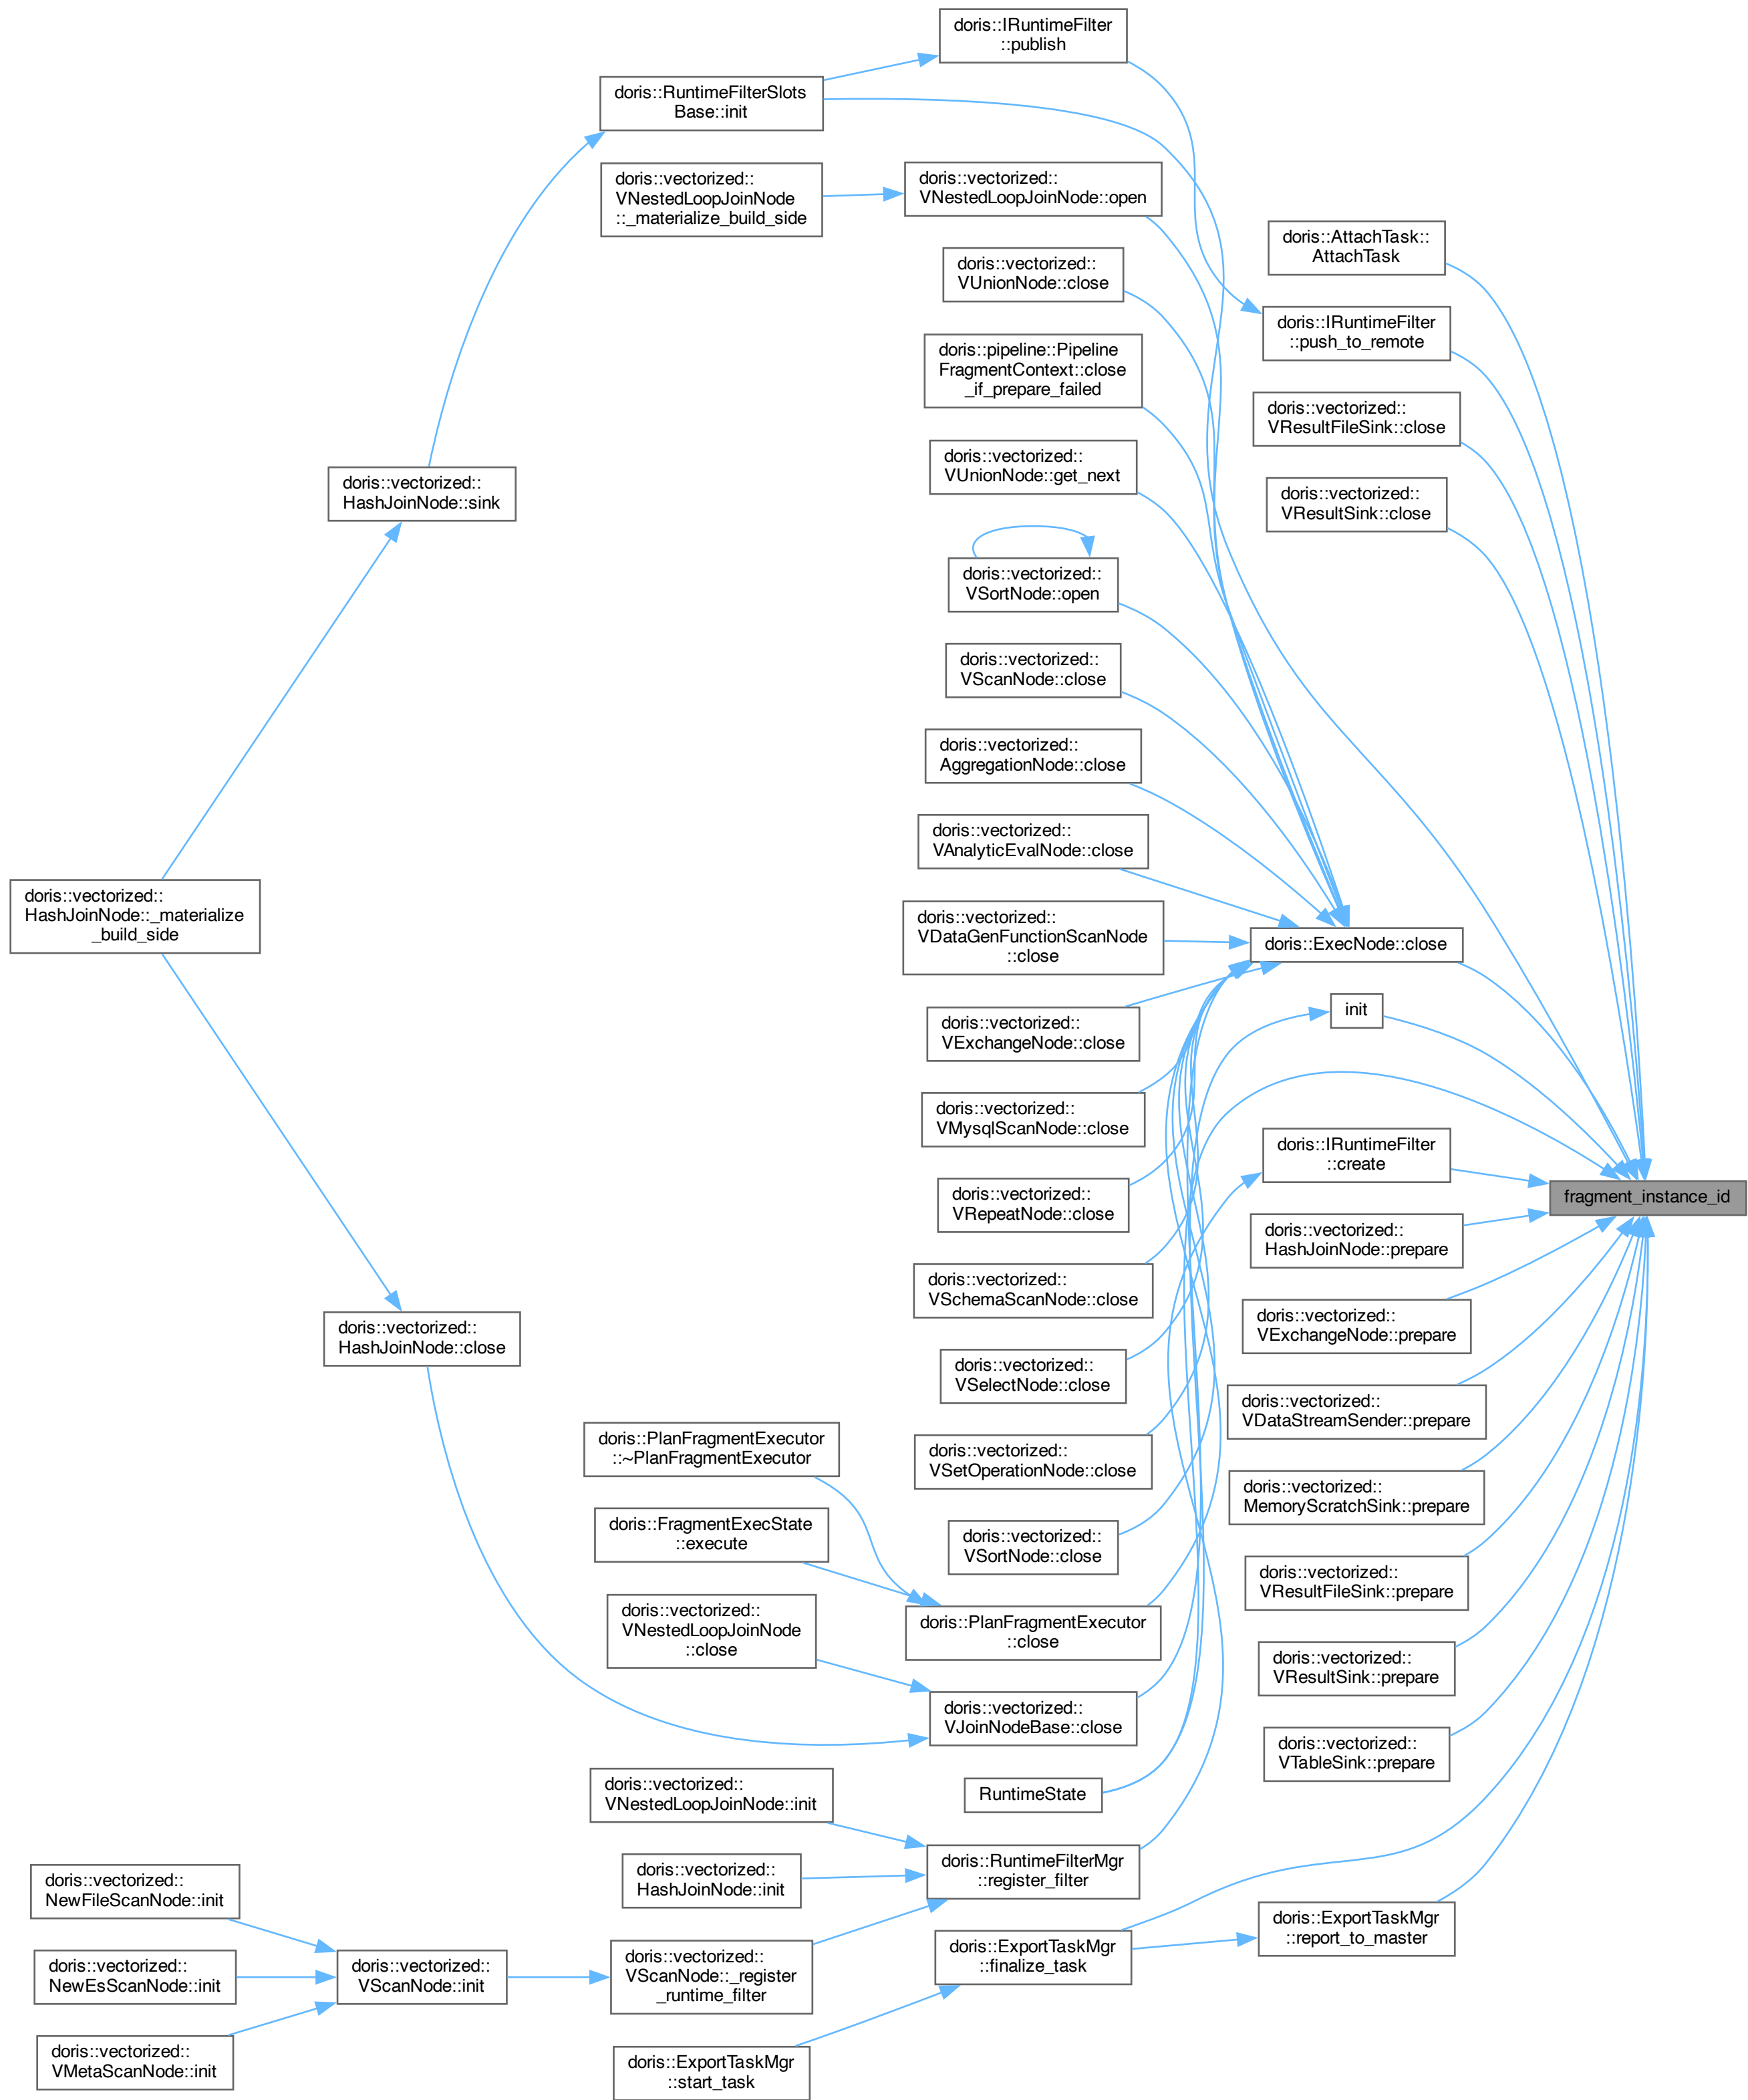 doris::IRuntimeFilter
::publish
doris::RuntimeFilterSlots
Base::init
doris::vectorized::
VNestedLoopJoinNode
::_materialize_build_side
doris::vectorized::
VNestedLoopJoinNode::open
doris::AttachTask::
AttachTask
doris::vectorized::
VUnionNode::close
doris::IRuntimeFilter
::push_to_remote
doris::pipeline::Pipeline
FragmentContext::close
_if_prepare_failed
doris::vectorized::
VResultFileSink::close
doris::vectorized::
VUnionNode::get_next
doris::vectorized::
VResultSink::close
doris::vectorized::
HashJoinNode::sink
doris::vectorized::
VSortNode::open
doris::vectorized::
VScanNode::close
doris::vectorized::
AggregationNode::close
doris::vectorized::
VAnalyticEvalNode::close
doris::vectorized::
HashJoinNode::_materialize
_build_side
doris::vectorized::
VDataGenFunctionScanNode
::close
doris::ExecNode::close
init
doris::vectorized::
VExchangeNode::close
doris::vectorized::
VMysqlScanNode::close
doris::IRuntimeFilter
::create
fragment_instance_id
doris::vectorized::
VRepeatNode::close
doris::vectorized::
HashJoinNode::prepare
doris::vectorized::
VSchemaScanNode::close
doris::vectorized::
VExchangeNode::prepare
doris::vectorized::
HashJoinNode::close
doris::vectorized::
VSelectNode::close
doris::vectorized::
VDataStreamSender::prepare
doris::PlanFragmentExecutor
::~PlanFragmentExecutor
doris::vectorized::
VSetOperationNode::close
doris::vectorized::
MemoryScratchSink::prepare
doris::FragmentExecState
::execute
doris::vectorized::
VSortNode::close
doris::vectorized::
VResultFileSink::prepare
doris::vectorized::
VNestedLoopJoinNode
::close
doris::PlanFragmentExecutor
::close
doris::vectorized::
VResultSink::prepare
doris::vectorized::
VJoinNodeBase::close
doris::vectorized::
VTableSink::prepare
doris::vectorized::
VNestedLoopJoinNode::init
RuntimeState
doris::vectorized::
HashJoinNode::init
doris::RuntimeFilterMgr
::register_filter
doris::vectorized::
NewFileScanNode::init
doris::ExportTaskMgr
::report_to_master
doris::vectorized::
NewEsScanNode::init
doris::vectorized::
VScanNode::init
doris::vectorized::
VScanNode::_register
_runtime_filter
doris::ExportTaskMgr
::finalize_task
doris::vectorized::
VMetaScanNode::init
doris::ExportTaskMgr
::start_task